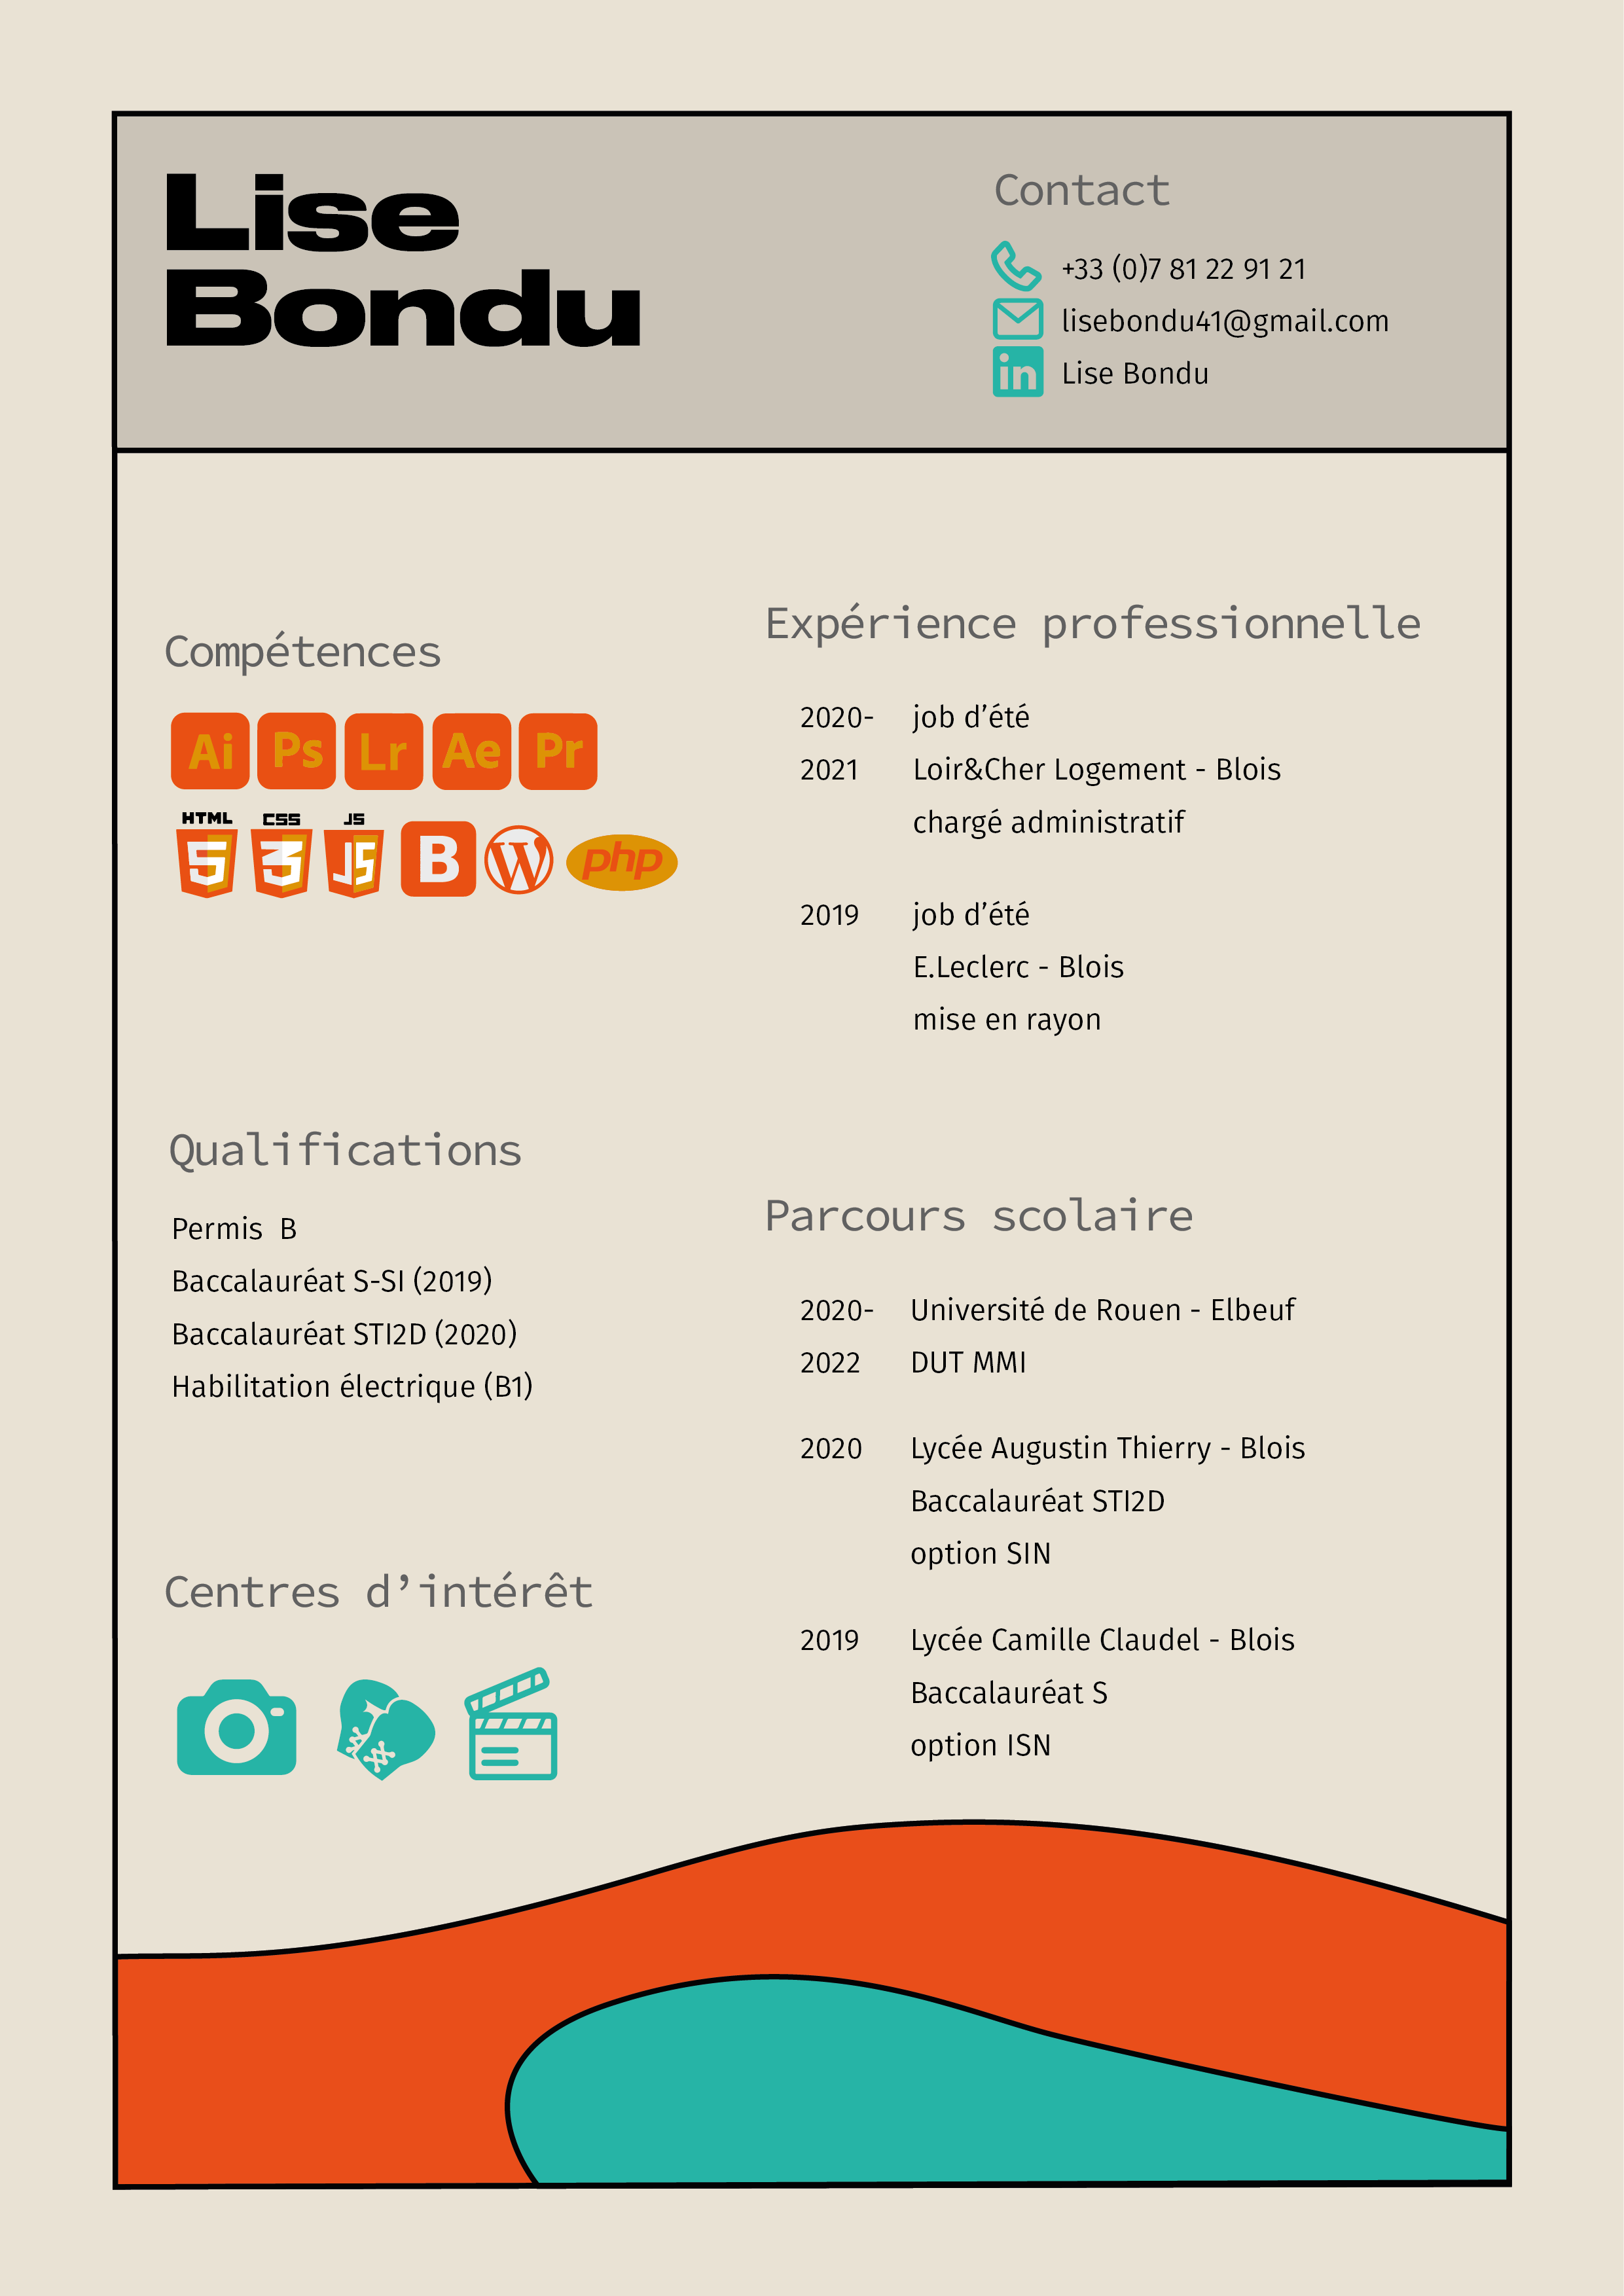 Lise
Bondu
Contact
+33 (0)7 81 22 91 21
lisebondu41@gmail.com
in Lise Bondu
Compétences
Ai Ps Lr Ae Pr
HTML CSS JS
5 3 JS B W php
Qualifications
Permis  B
Baccalauréat S-SI (2019)
Baccalauréat STI2D (2020)
Habilitation électrique (B1)
Centres d’intérêt
Expérience professionnelle
2020- job d’été
2021 Loir&Cher Logement - Blois
chargé administratif
2019 job d’été
E.Leclerc - Blois
mise en rayon
Parcours scolaire
2020- Université de Rouen - Elbeuf
2022 DUT MMI
2020 Lycée Augustin Thierry - Blois
Baccalauréat STI2D
option SIN
2019 Lycée Camille Claudel - Blois
Baccalauréat S
option ISN